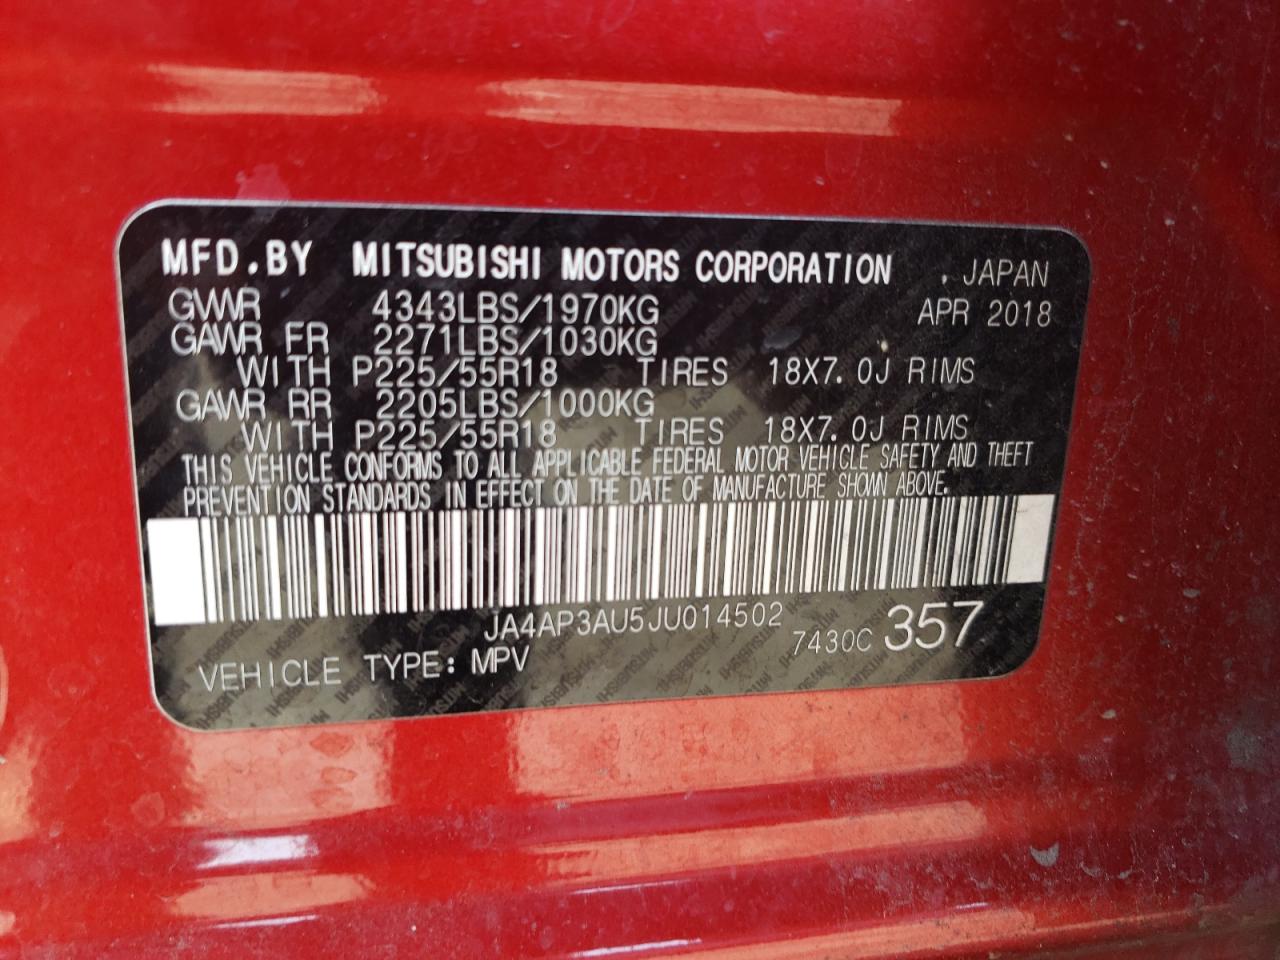 MFD.BY MITSUBISHI MOTORS CORPORATION . JAPAN
GVWR 4343LBS/1970KG APR 2018
GAWR FR 2271LBS/1030KG
WITH P225/55R18 TIRES 18X7.0J RIMS
GAWR RR 2205LBS/1000KG
WITH P225/55R18 TIRES 18X7.0J RIMS
THIS VEHICLE CONFORMS TO ALL APPLICABLE FEDERAL MOTOR VEHICLE SAFETY AND THEFT
PREVENTION STANDARDS IN EFFECT ON THE DATE OF MANUFACTURE SHOWN ABOVE.
JA4AP3AU5JU014502
VEHICLE TYPE: MPV 7430C 357